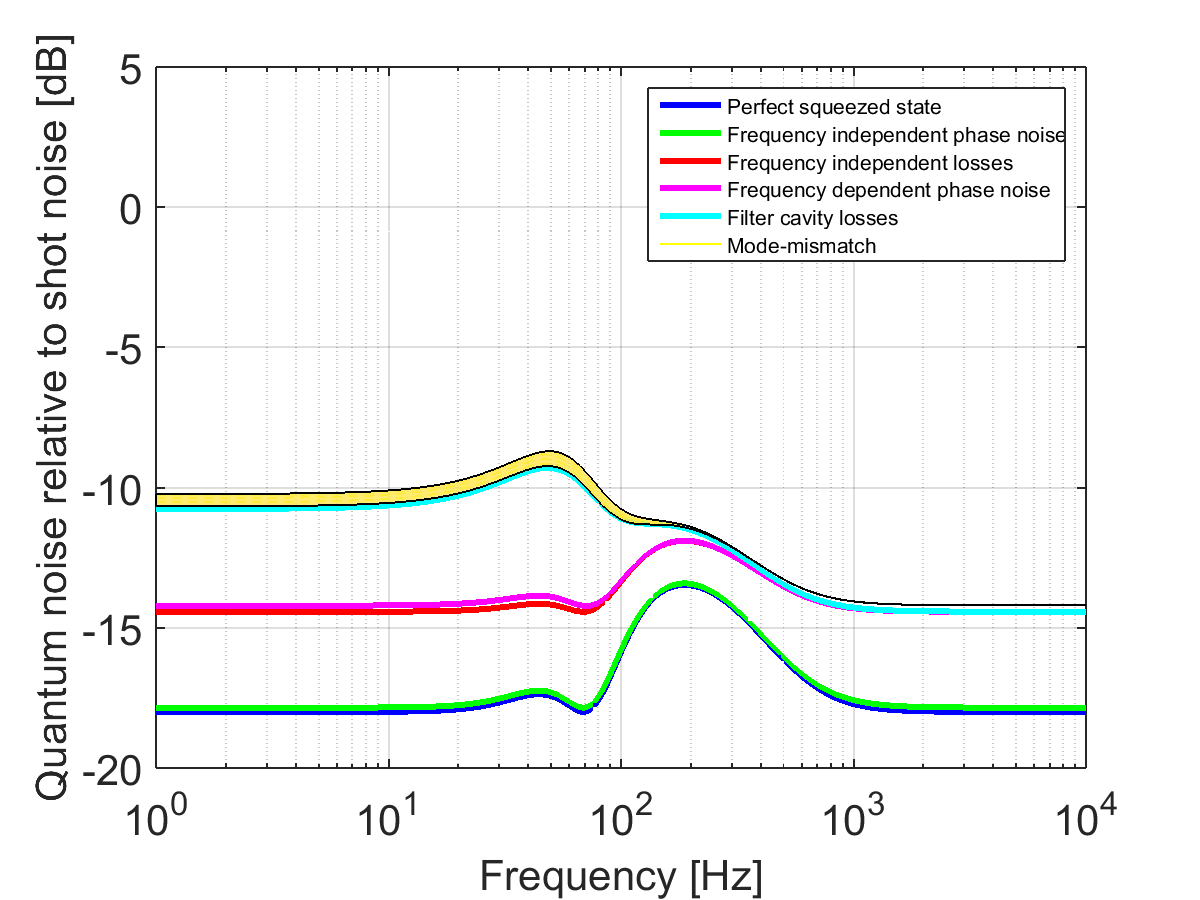 Quantum noise relative to shot noise [dB]
5
0
-5
-10
-15
-20
Perfect squeezed state
Frequency independent phase noise
Frequency independent losses
Frequency dependent phase noise
Filter cavity losses
Mode-mismatch
10^0 10^1 10^2 10^3 10^4
Frequency [Hz]